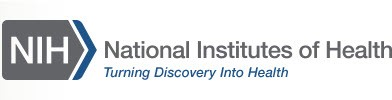 NIH National Institutes of Health
Turning Discovery Into Health